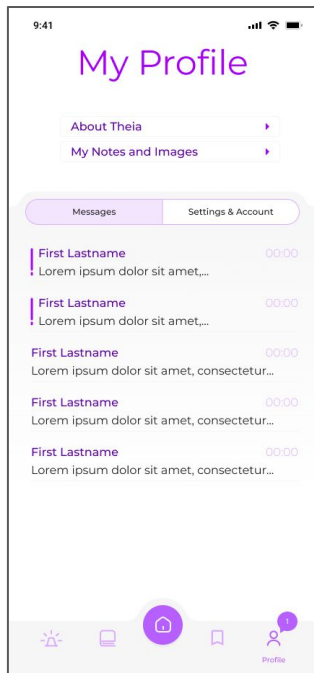 9:41
My Profile
About Theia
My Notes and Images
Messages
Settings & Account
First Lastname 00:00
Lorem ipsum dolor sit amet,...
First Lastname 00:00
Lorem ipsum dolor sit amet,...
First Lastname 00:00
Lorem ipsum dolor sit amet, consectetur...
First Lastname 00:00
Lorem ipsum dolor sit amet, consectetur...
First Lastname 00:00
Lorem ipsum dolor sit amet, consectetur...
1
Profile